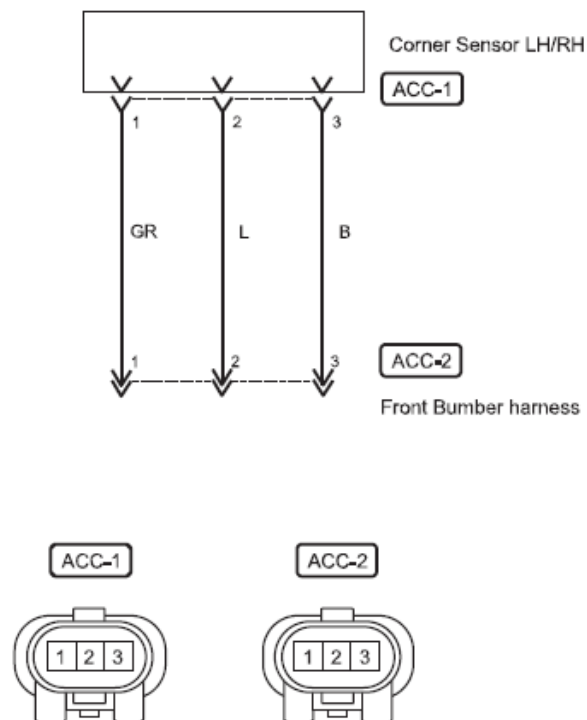 Corner Sensor LH/RH
ACC-1
1 2 3
GR L B
1 2 3
ACC-2
Front Bumber harness
ACC-1 ACC-2
1 2 3 1 2 3